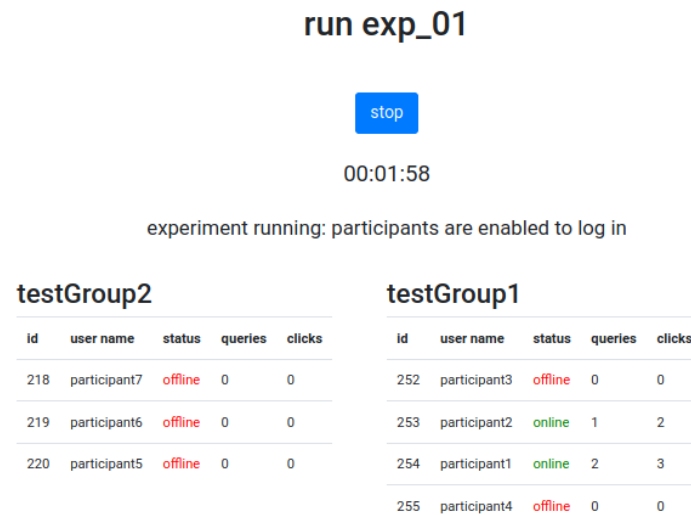 run exp_01
stop
00:01:58
experiment running: participants are enabled to log in
testGroup2
id user name status queries clicks
218 participant7 offline 0 0
219 participant6 offline 0 0
220 participant5 offline 0 0
testGroup1
id user name status queries clicks
252 participant3 offline 0 0
253 participant2 online 1 2
254 participant1 online 2 3
255 participant4 offline 0 0